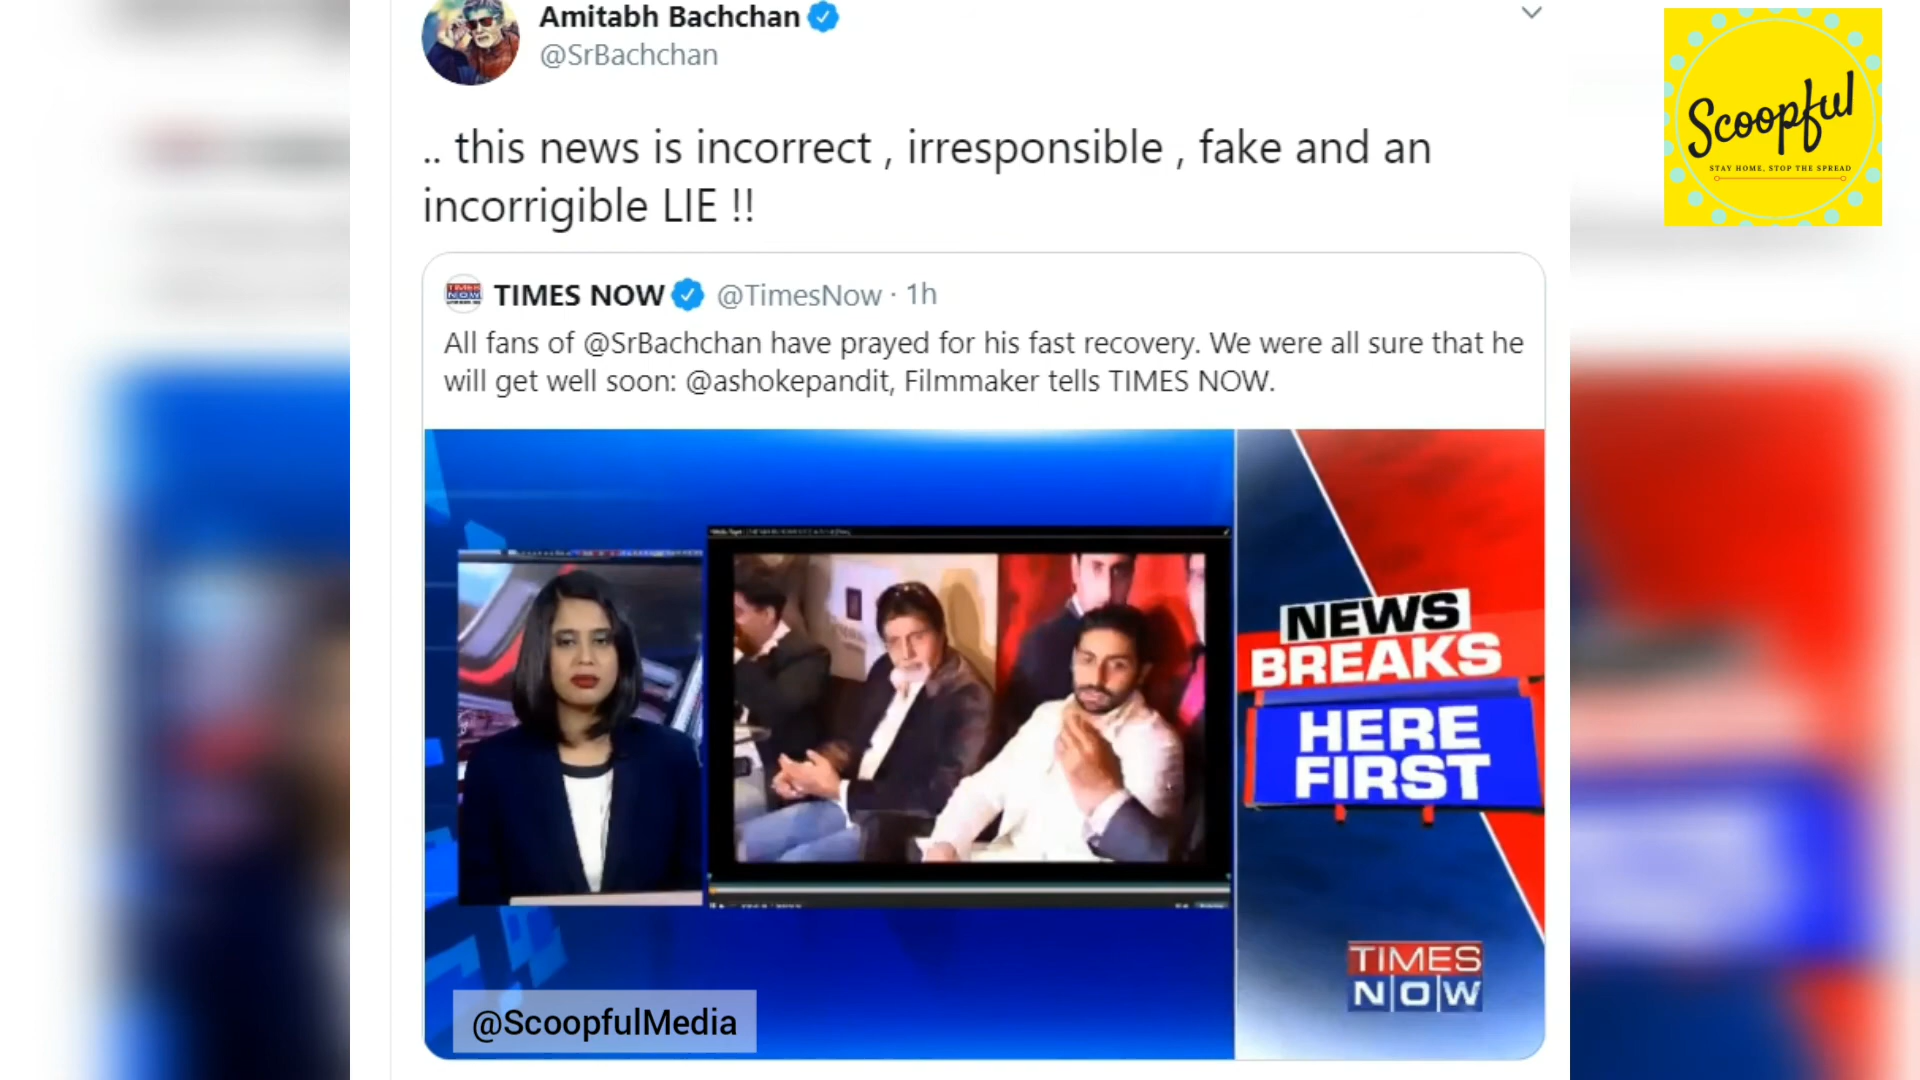 Amitabh Bachchan
@SrBachchan
.. this news is incorrect , irresponsible , fake and an
incorrigible LIE !!
TIMES NOW @TimesNow · 1h
All fans of @SrBachchan have prayed for his fast recovery. We were all sure that he
will get well soon: @ashokepandit, Filmmaker tells TIMES NOW.
NEWS
BREAKS
HERE
FIRST
TIMES
NOW
@ScoopfulMedia
Scoopful
STAY HOME, STOP THE SPREAD